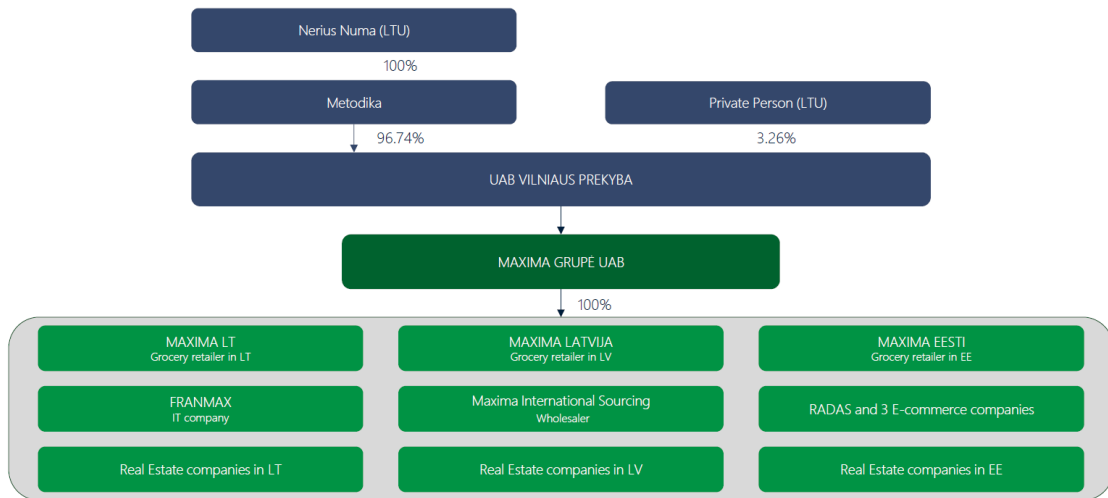 Nerius Numa (LTU)
100%
Metodika
Private Person (LTU)
96.74%
3.26%
UAB VILNIAUS PREKYBA
MAXIMA GRUPĖ UAB
100%
MAXIMA LT
Grocery retailer in LT
MAXIMA LATVIJA
Grocery retailer in LV
MAXIMA EESTI
Grocery retailer in EE
FRANMAX
IT company
Maxima International Sourcing
Wholesaler
RADAS and 3 E-commerce companies
Real Estate companies in LT
Real Estate companies in LV
Real Estate companies in EE